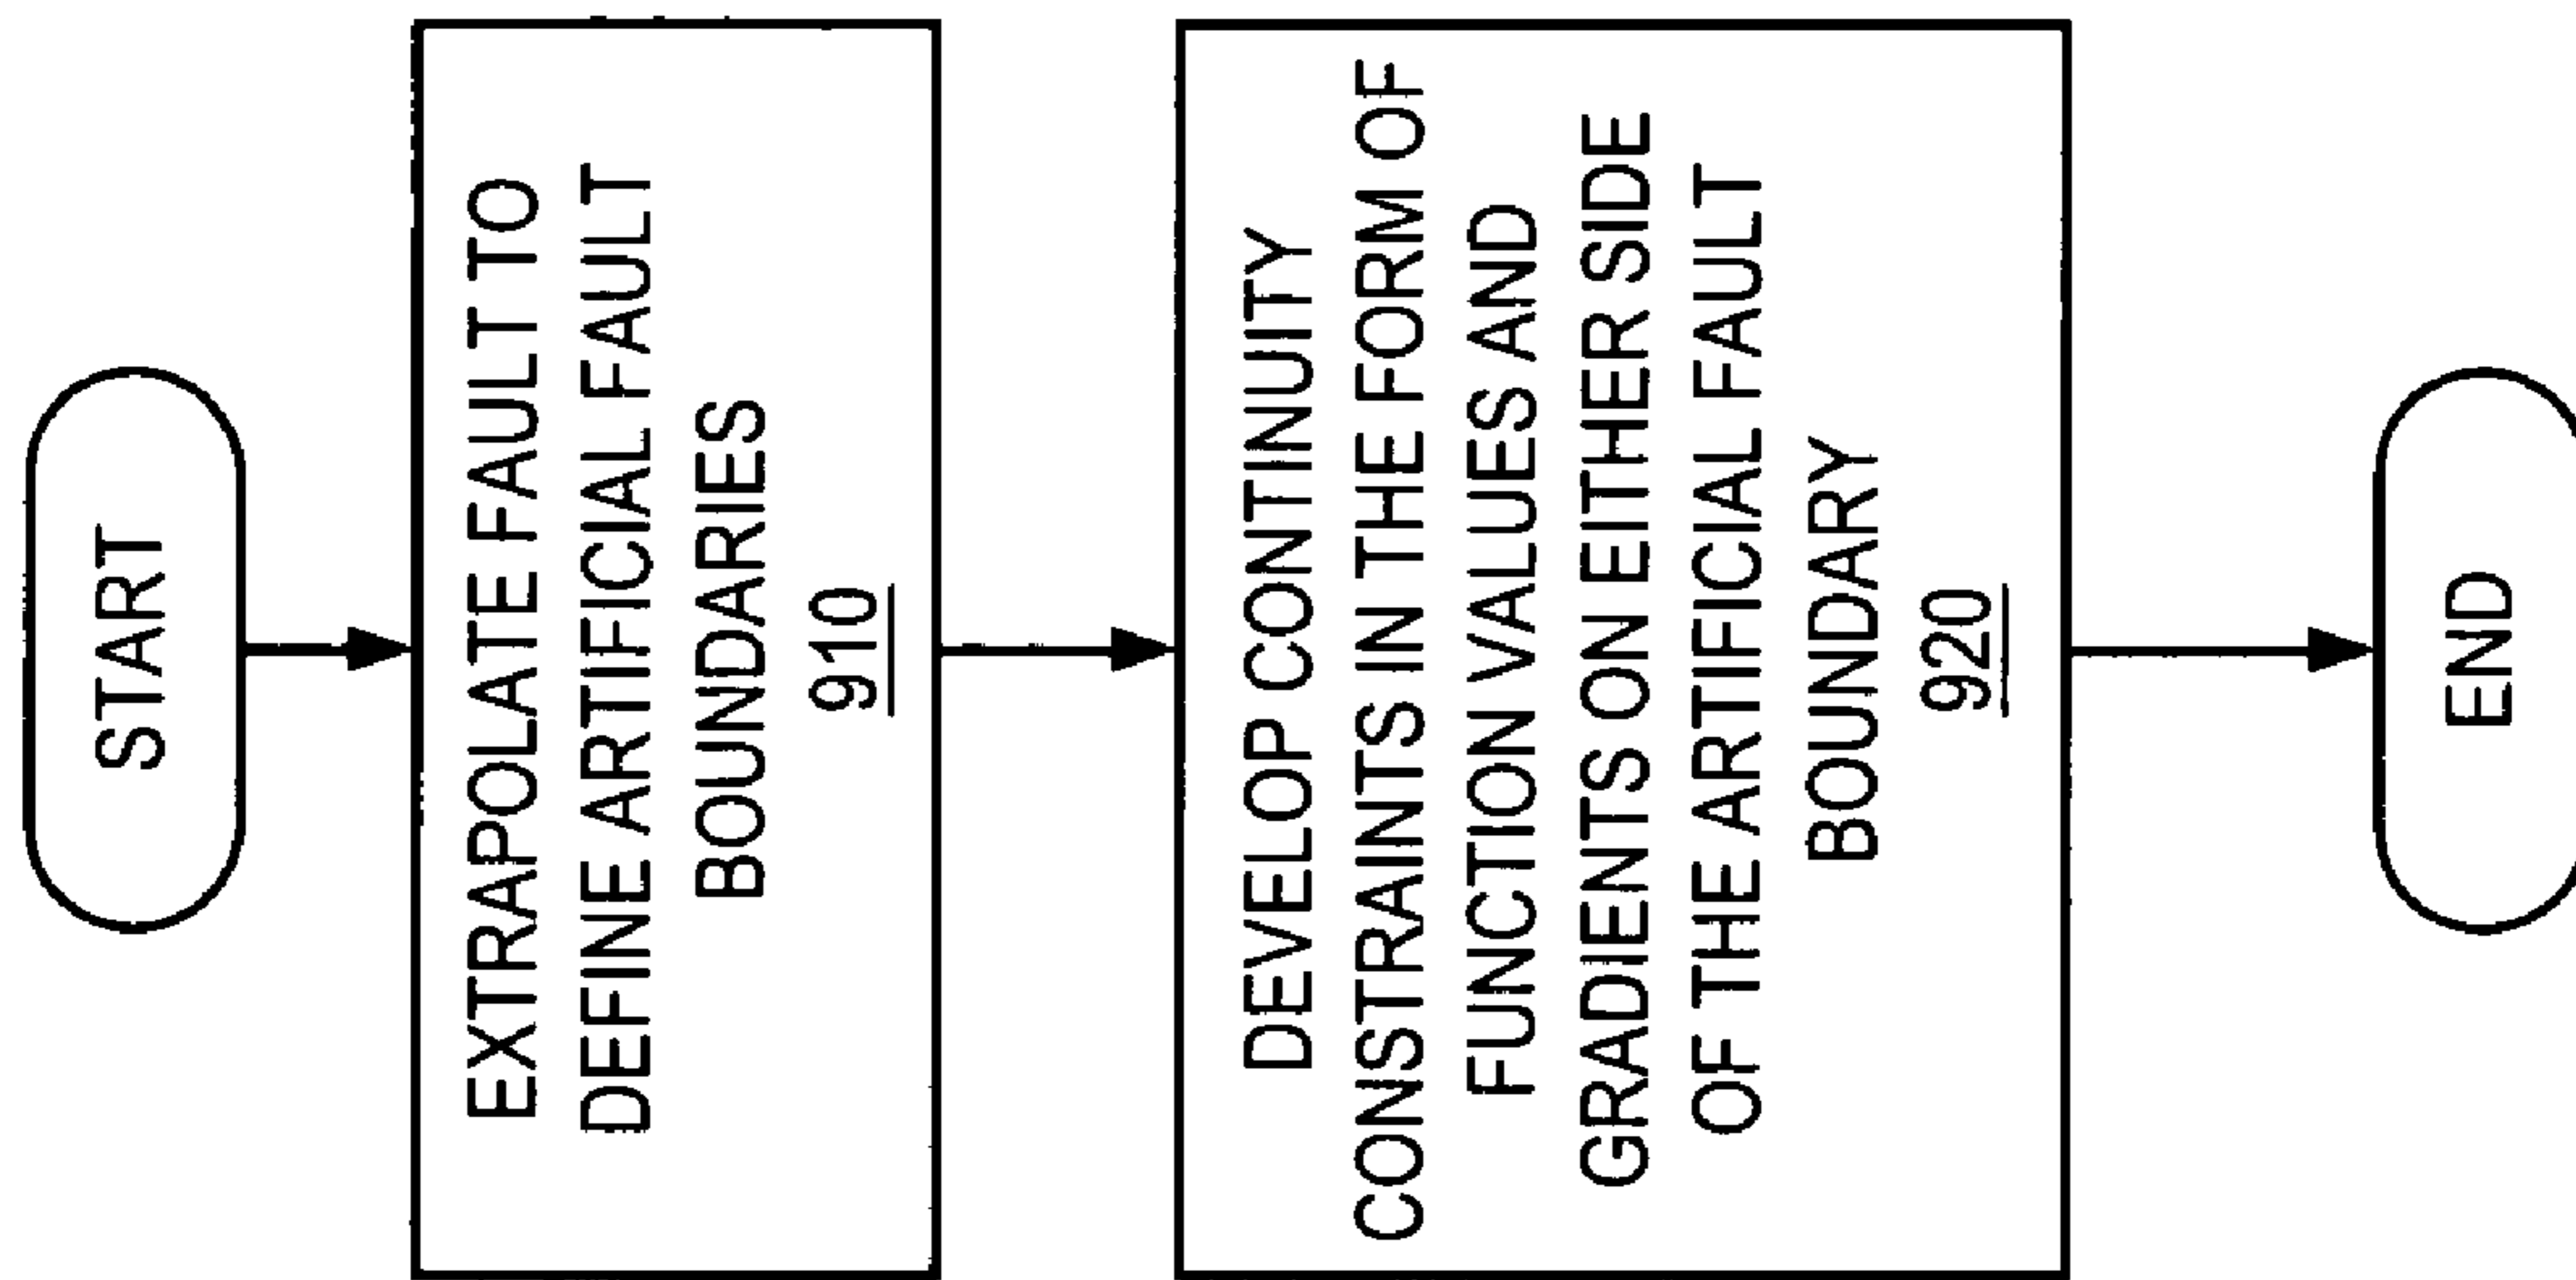 START
EXTRAPOLATE FAULT TO
DEFINE ARTIFICIAL FAULT
BOUNDARIES
910
DEVELOP CONTINUITY
CONSTRAINTS IN THE FORM OF
FUNCTION VALUES AND
GRADIENTS ON EITHER SIDE
OF THE ARTIFICIAL FAULT
BOUNDARY
920
END